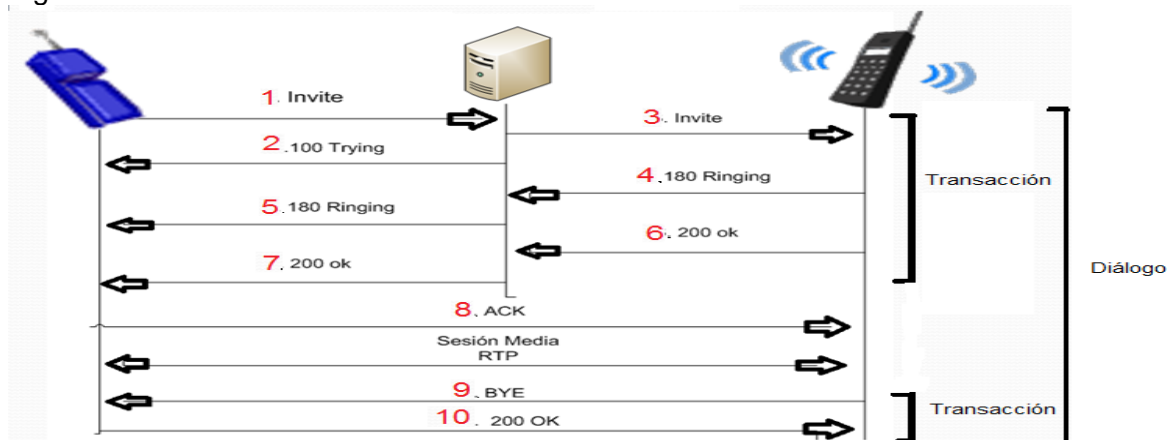 1. Invite
3. Invite
2.100 Trying
4.180 Ringing
Transacción
5.180 Ringing
6. 200 ok
7. 200 ok
Diálogo
8. ACK
Sesión Media
RTP
9. BYE
Transacción
10. 200 OK